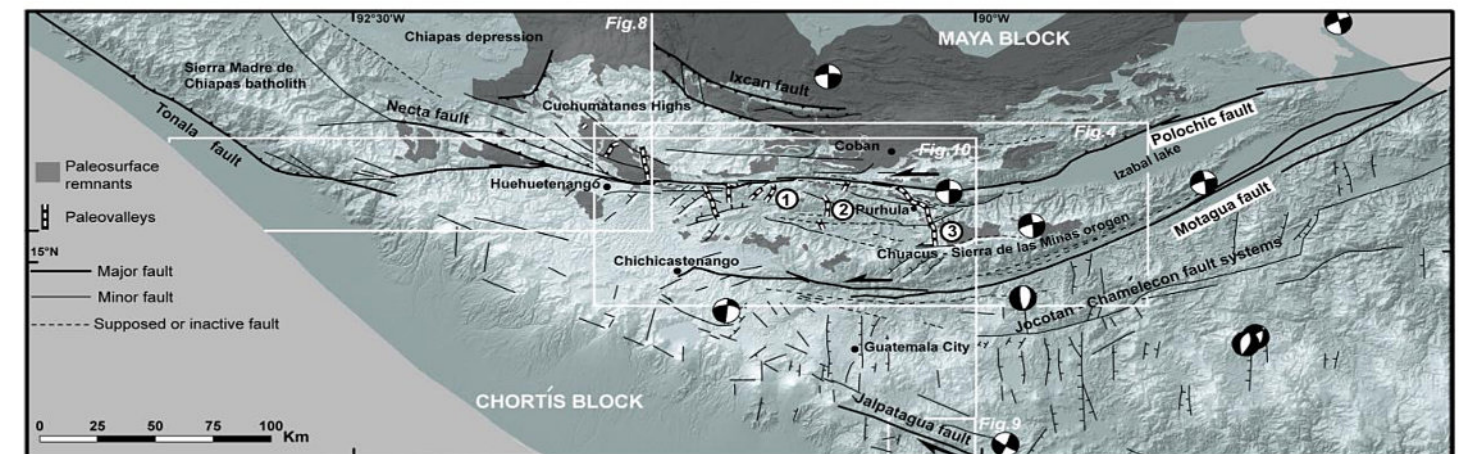 92°30'W
Fig.8
90°W
Chiapas depression
MAYA BLOCK
Sierra Madre de
Chiapas batholith
Ixcan fault
Necta fault
Cuchumatanes Highs
Tonala
fault
Fig.4
Polochic fault
Coban
Fig.10
Izabal lake
Paleosurface
remnants
Huehuetenango
Paleovalleys
1
2
Purhula
3
Motagua fault
15°N
Chuacus - Sierra de las Minas orogen
Major fault
Chichicastenango
Minor fault
Jocotan - Chamelecon fault systems
Supposed or inactive fault
Guatemala City
CHORTÍS BLOCK
Jalpatagua fault
Fig.9
0 25 50 75 100 Km